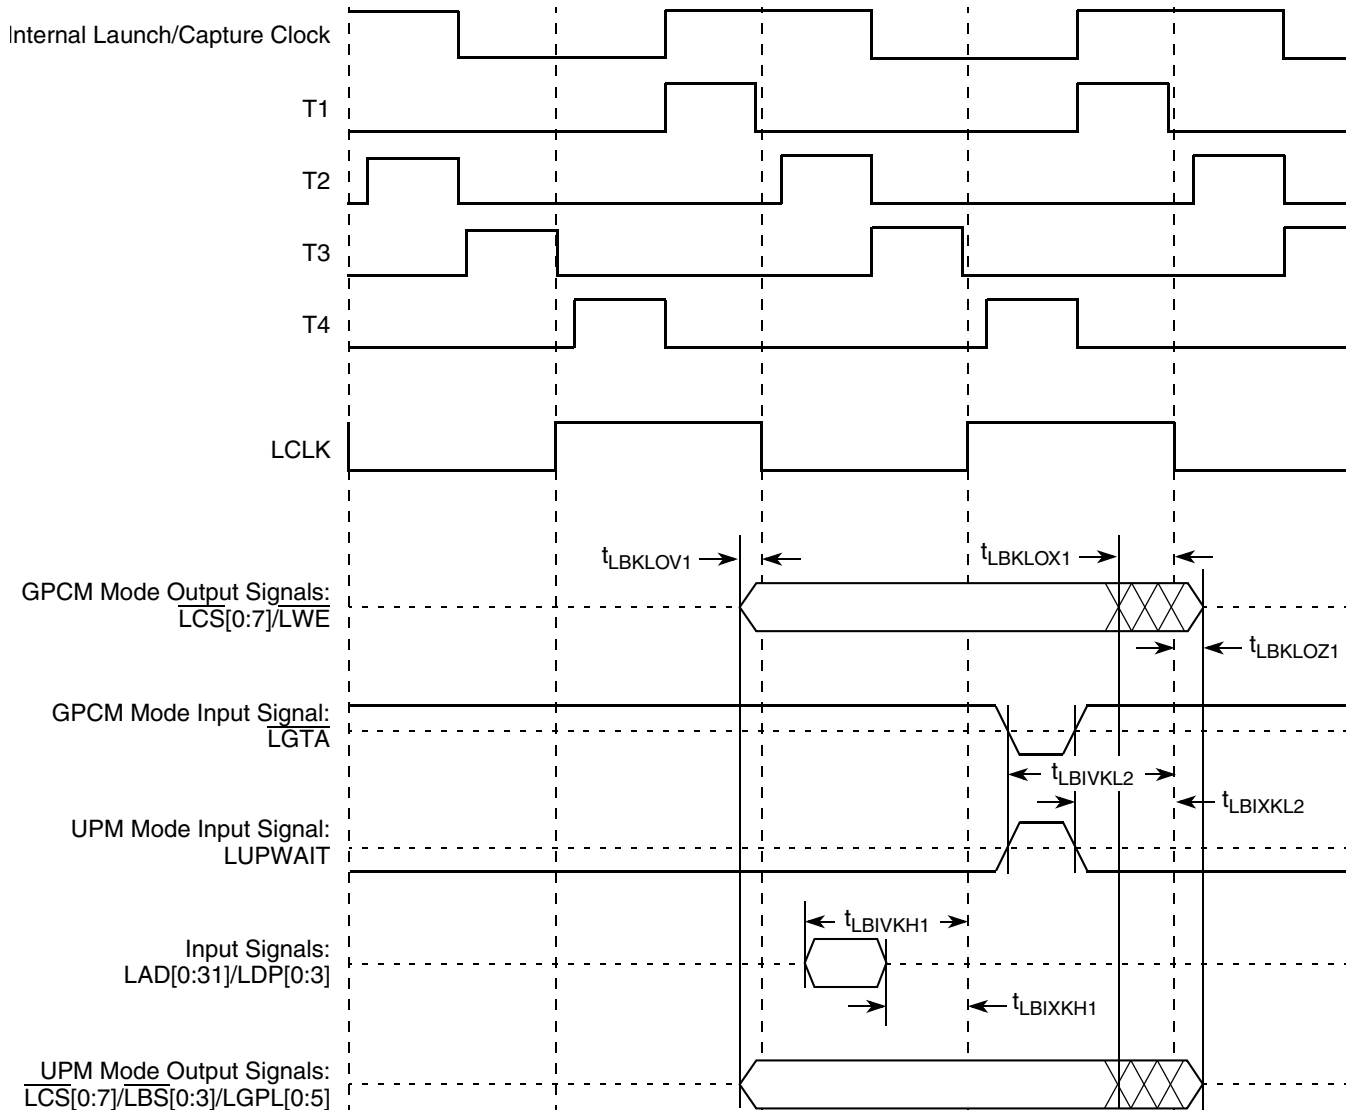 Internal Launch/Capture Clock
T1
T2
T3
T4
LCLK
tLBKLOV1
tLBKLOX1
GPCM Mode Output Signals:
LCS[0:7]/LWE
tLBKLOZ1
GPCM Mode Input Signal:
LGTA
tLBIVKL2
tLBIXKL2
UPM Mode Input Signal:
LUPWAIT
tLBIVKH1
Input Signals:
LAD[0:31]/LDP[0:3]
tLBIXKH1
UPM Mode Output Signals:
LCS[0:7]/LBS[0:3]/LGPL[0:5]